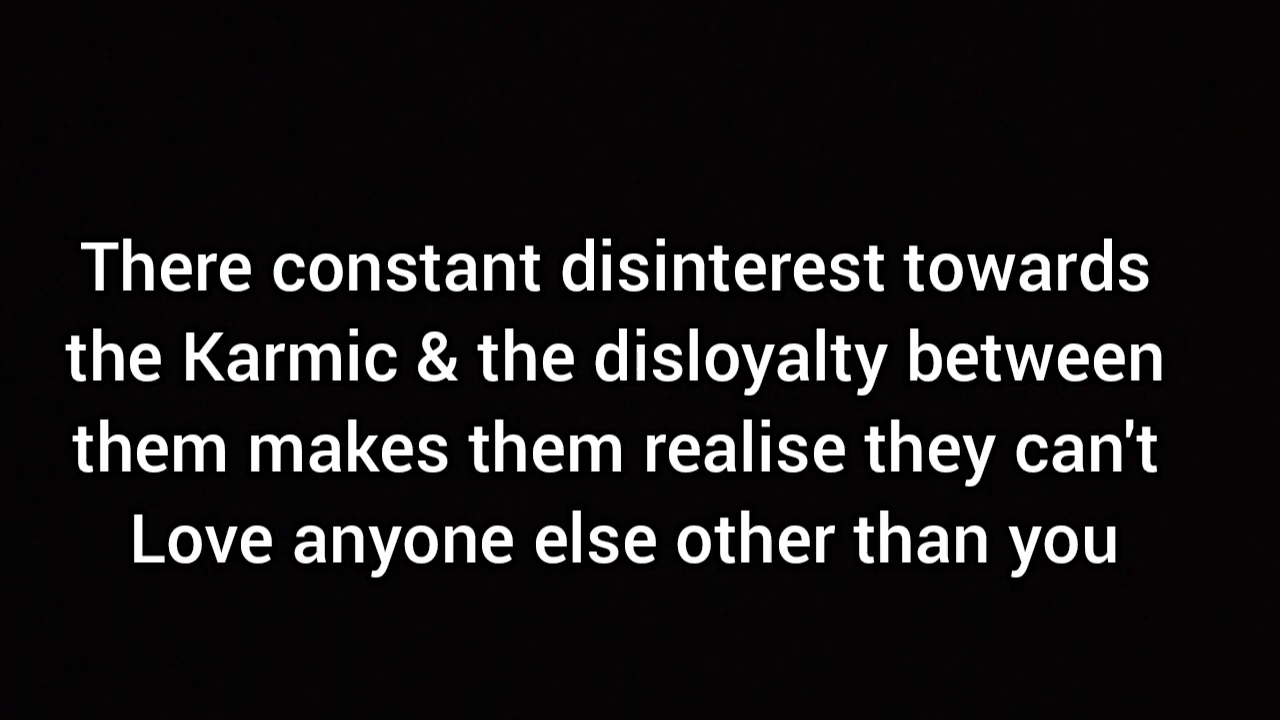 There constant disinterest towards
the Karmic & the disloyalty between
them makes them realise they can't
Love anyone else other than you